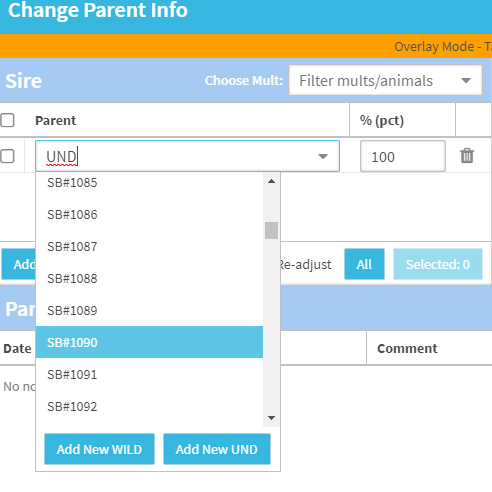 Change Parent Info
Overlay Mode - Ta
Sire
Choose Mult:
Filter mults/animals
Parent
% (pct)
UND
100
SB#1085
SB#1086
SB#1087
SB#1088
SB#1089
SB#1090
SB#1091
SB#1092
Add New WILD
Add New UND
Add
Re-adjust
All
Selected: 0
Par
Date
Comment
No no